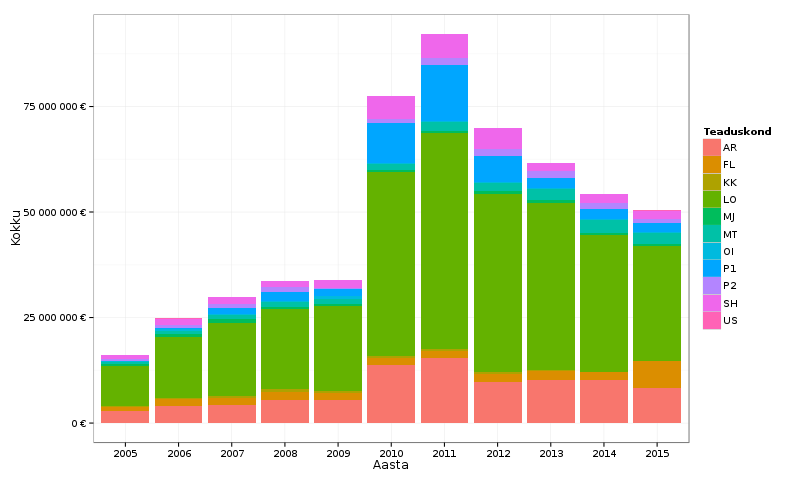 75 000 000 €
50 000 000 €
25 000 000 €
0 €
Kokku
2005 2006 2007 2008 2009 2010 2011 2012 2013 2014 2015
Aasta
Teaduskond
AR
FL
KK
LO
MJ
MT
OI
P1
P2
SH
US